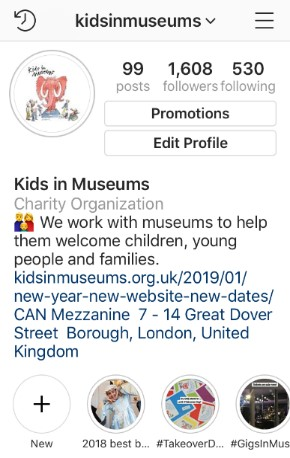 kidsinmuseums
Kids in Museums
99 1,608 530
posts followers following
Promotions
Edit Profile
Kids in Museums
Charity Organization
👨‍👩‍👦 We work with museums to help
them welcome children, young
people and families.
kidsinmuseums.org.uk/2019/01/
new-year-new-website-new-dates/
CAN Mezzanine 7 - 14 Great Dover
Street Borough, London, United
Kingdom
New 2018 best b... #TakeoverD... #GigsInMus